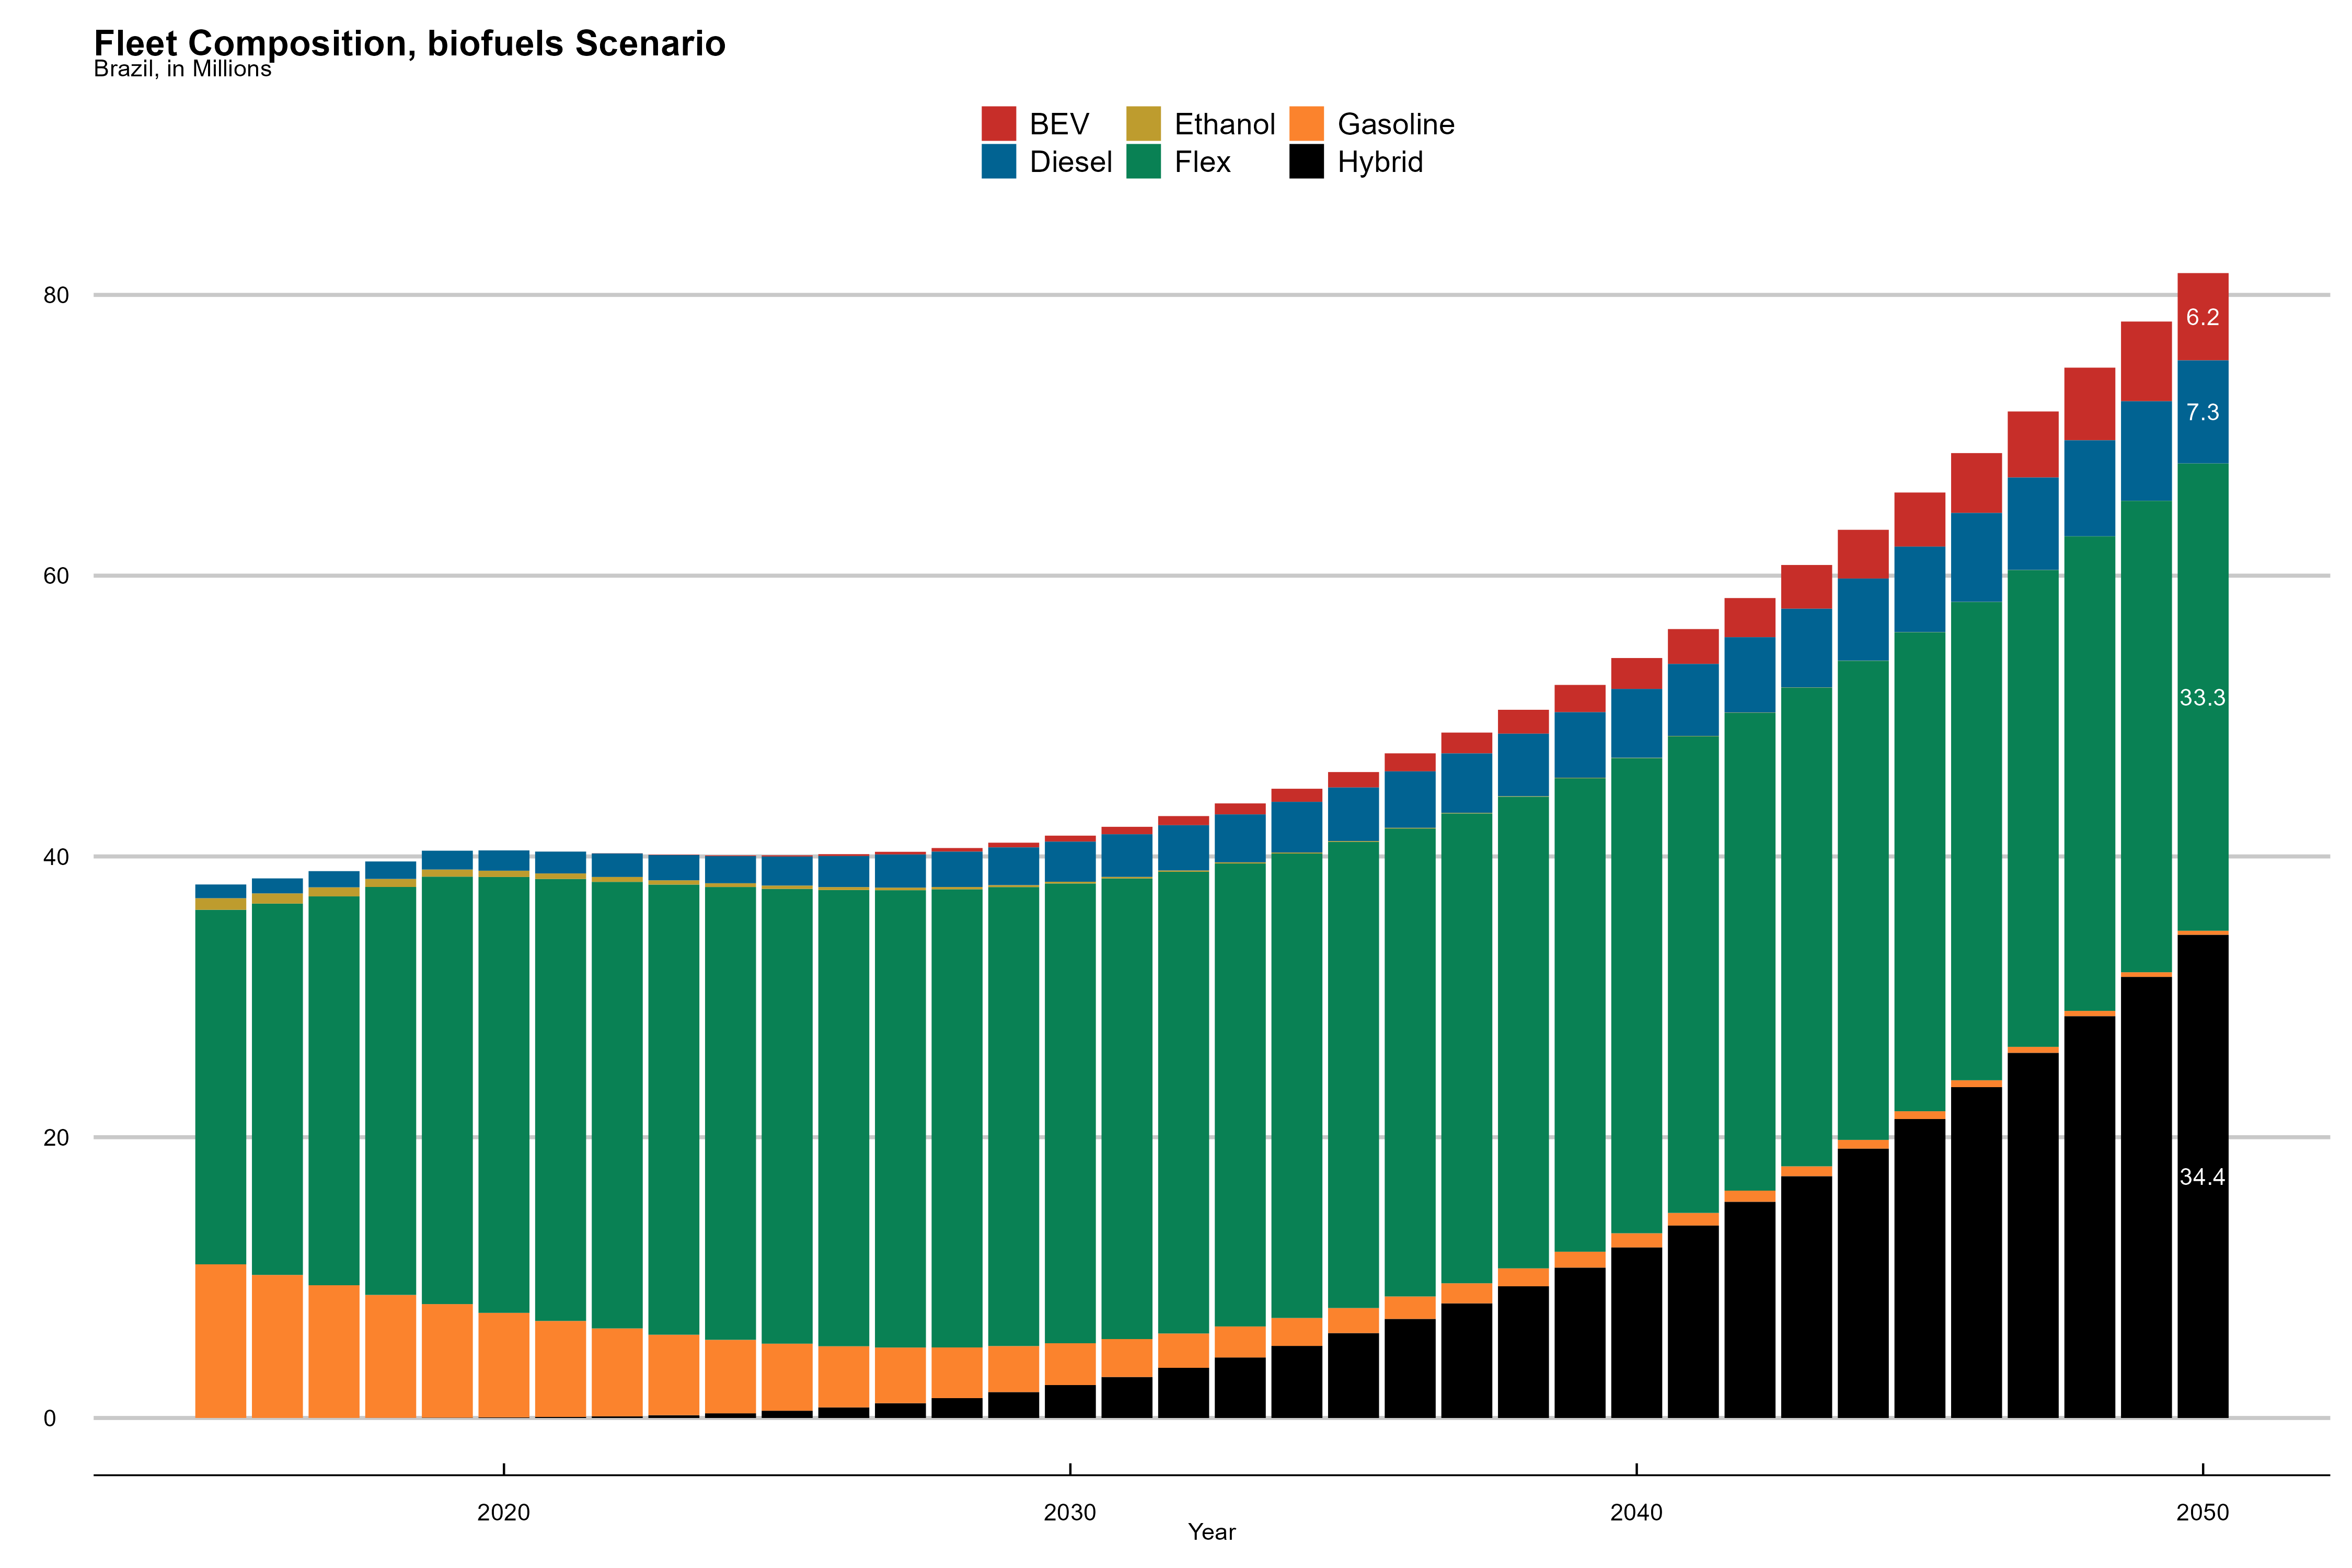 Fleet Composition, biofuels Scenario
Brazil, in Millions
BEV Ethanol Gasoline
Diesel Flex Hybrid
80
60
40
20
0
6.2
7.3
33.3
34.4
2020 2030 2040 2050
Year